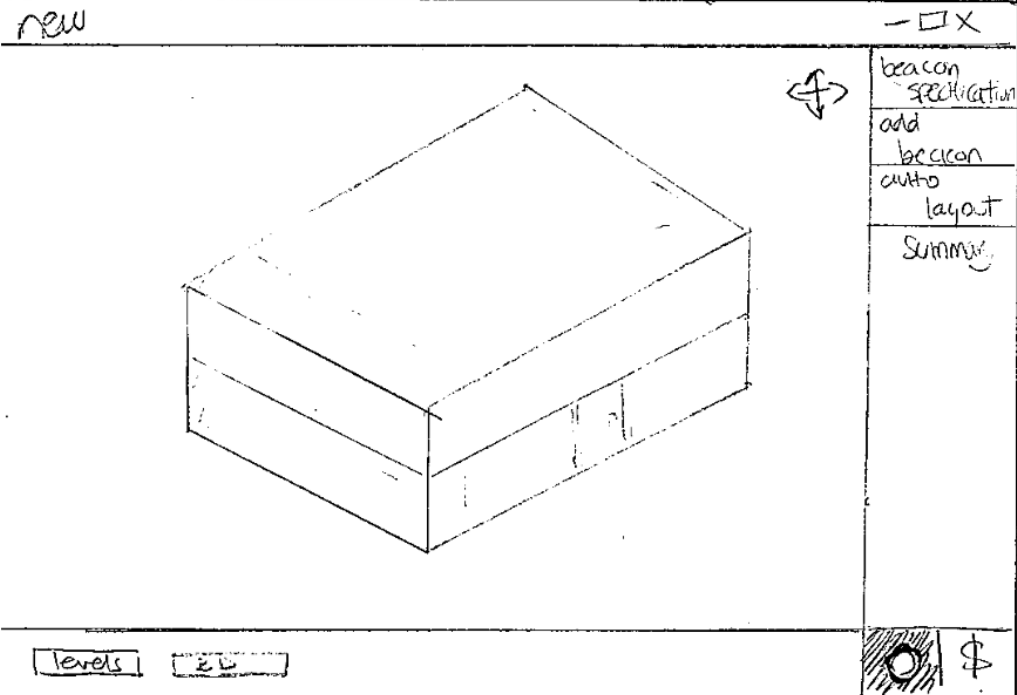 new
beacon
specification
add
beacon
auto
layout
summary
levels
2D
$